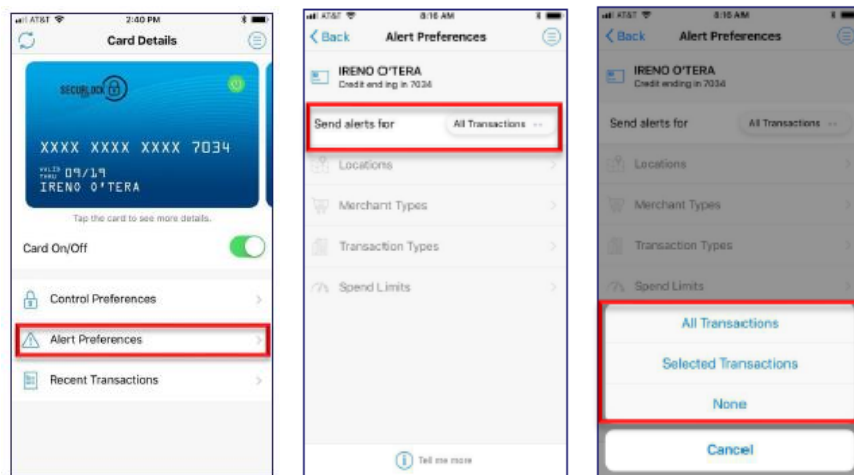 AT&T 2:40 PM
Card Details
SECURLOCK
XXXX XXXX XXXX 7034
VALID THRU 09/19
IRENO O'TERA
Tap the card to see more details.
Card On/Off
Control Preferences
Alert Preferences
Recent Transactions
AT&T 8:16 AM
Back Alert Preferences
IRENO O'TERA
Credit end ing in 7034
Send alerts for All Transactions
Locations
Merchant Types
Transaction Types
Spend Limits
Tell me more
AT&T 8:16 AM
Back Alert Preferences
IRENO O'TERA
Credit ending in 7034
Send alerts for All Transactions
Locations
Merchant Types
Transaction Types
Spend Limits
All Transactions
Selected Transactions
None
Cancel